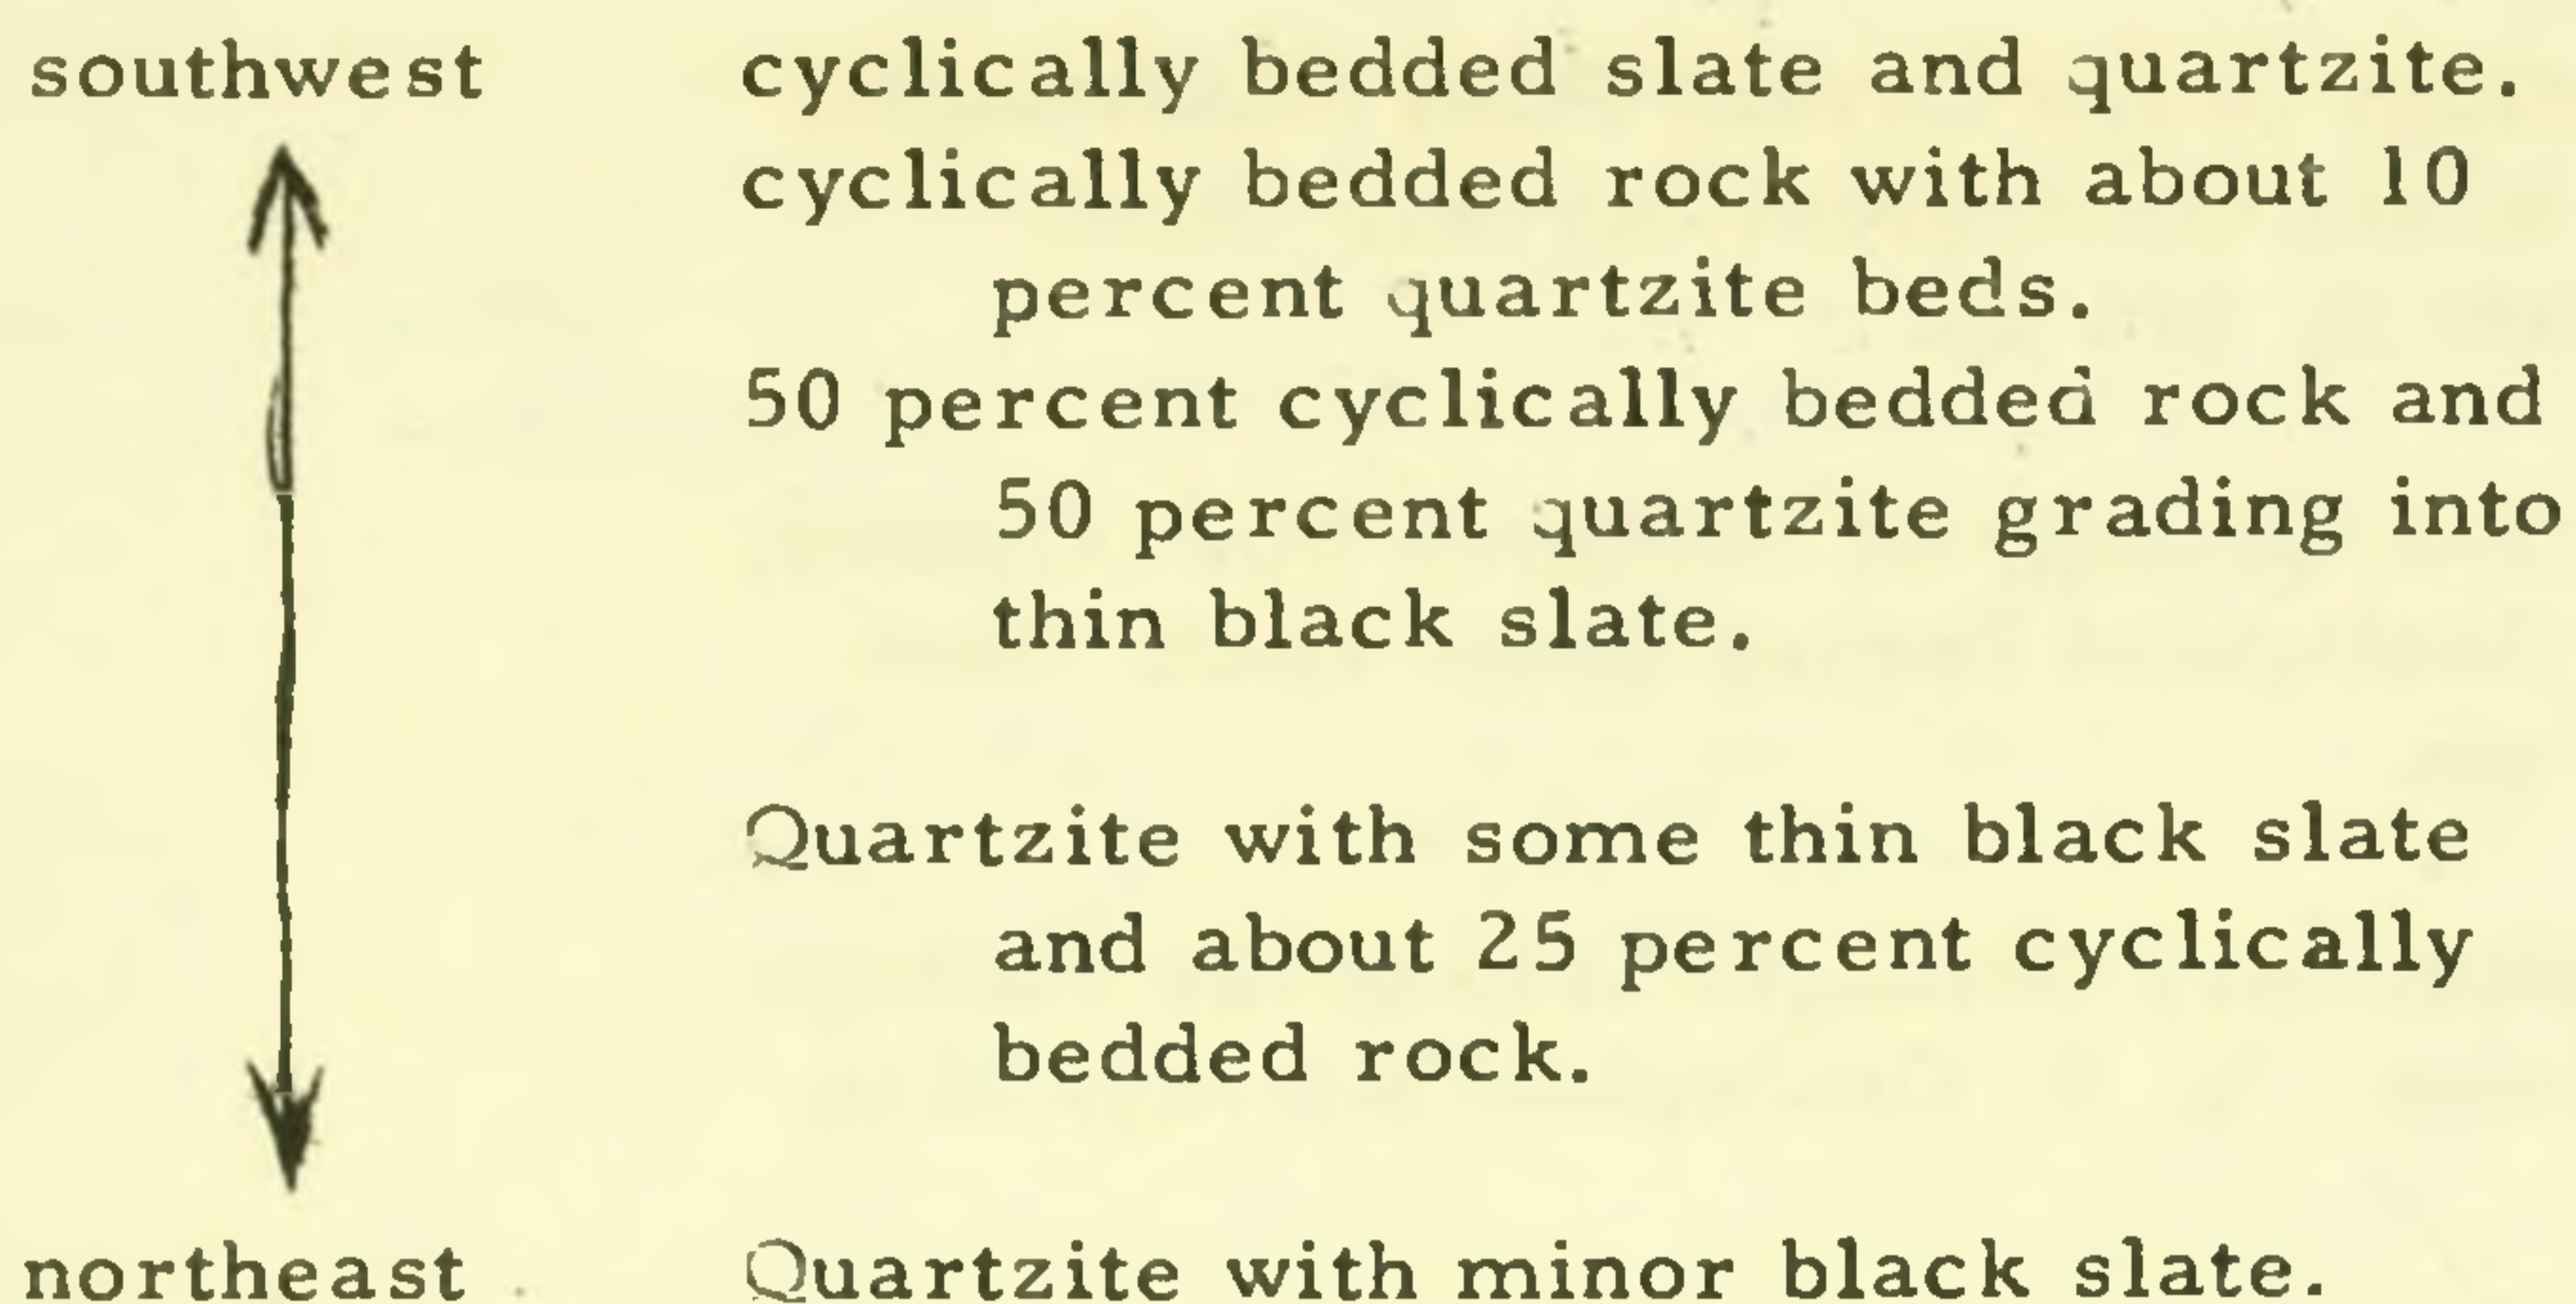 southwest cyclically bedded slate and quartzite.
cyclically bedded rock with about 10
percent quartzite beds.
50 percent cyclically bedded rock and
50 percent quartzite grading into
thin black slate.
Quartzite with some thin black slate
and about 25 percent cyclically
bedded rock.
northeast Quartzite with minor black slate.